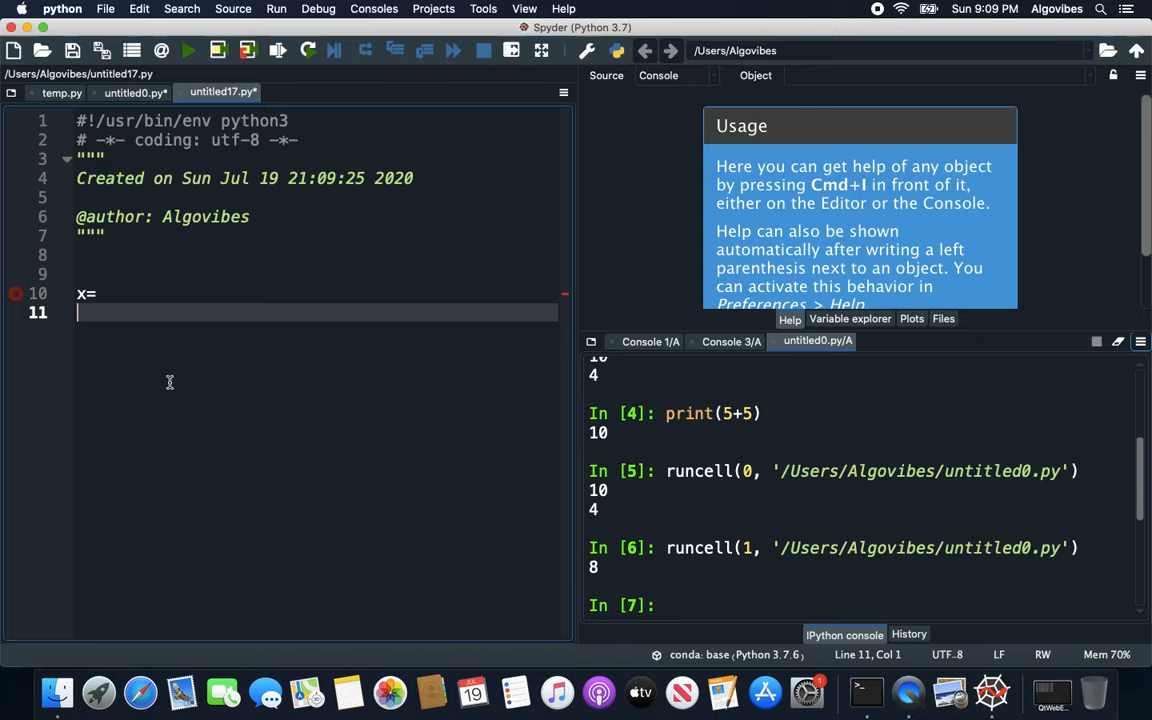 python File Edit Search Source Run Debug Consoles Projects Tools View Help Sun 9:09 PM Algovibes
Spyder (Python 3.7)
/Users/Algovibes
/Users/Algovibes/untitled17.py
temp.py untitled0.py* untitled17.py*
1 #!/usr/bin/env python3
2 # -*- coding: utf-8 -*-
3 """
4 Created on Sun Jul 19 21:09:25 2020
5
6 @author: Algovibes
7 """
8
9
10 x=
11
Source Console Object
Usage
Here you can get help of any object
by pressing Cmd+I in front of it,
either on the Editor or the Console.
Help can also be shown
automatically after writing a left
parenthesis next to an object. You
can activate this behavior in
Preferences > Help.
Help Variable explorer Plots Files
Console 1/A Console 3/A untitled0.py/A
10
4
In [4]: print(5+5)
10
In [5]: runcell(0, '/Users/Algovibes/untitled0.py')
10
4
In [6]: runcell(1, '/Users/Algovibes/untitled0.py')
8
In [7]:
IPython console History
conda: base (Python 3.7.6) Line 11, Col 1 UTF-8 LF RW Mem 70%
19
tv
1